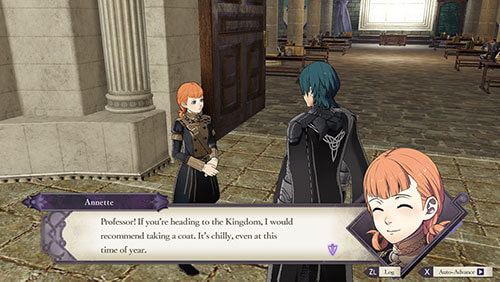 Annette
Professor! If you're heading to the Kingdom, I would
recommend taking a coat. It's chilly, even at this
time of year.
ZL Log X Auto-Advance